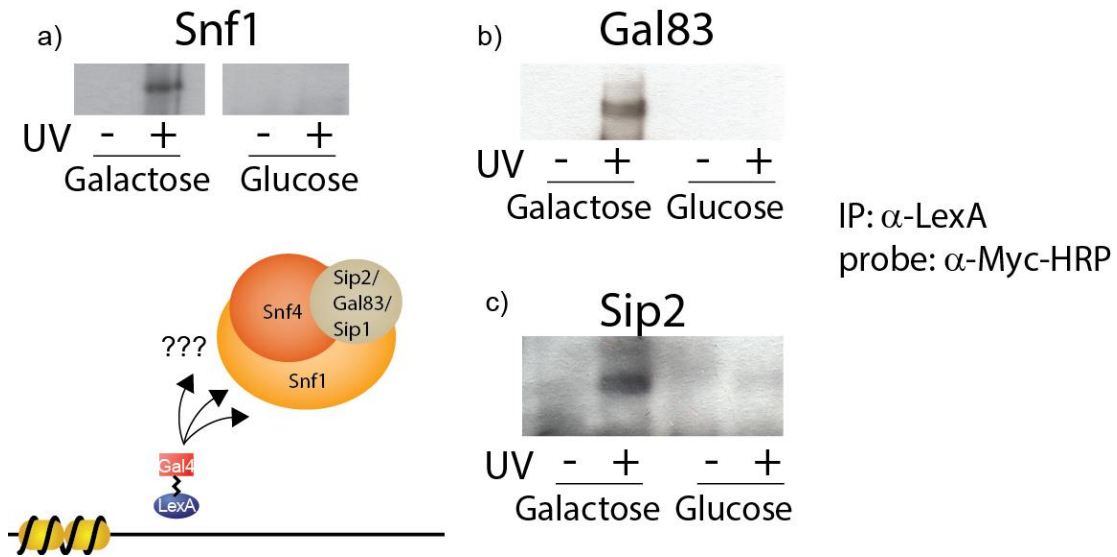 a)
Snf1
UV - + - +
Galactose Glucose
b)
Gal83
UV - + - +
Galactose Glucose
IP: α-LexA
probe: α-Myc-HRP
c)
Sip2
UV - + - +
Galactose Glucose
Sip2/
Gal83/
Sip1
Snf4
Snf1
???
Gal4
LexA